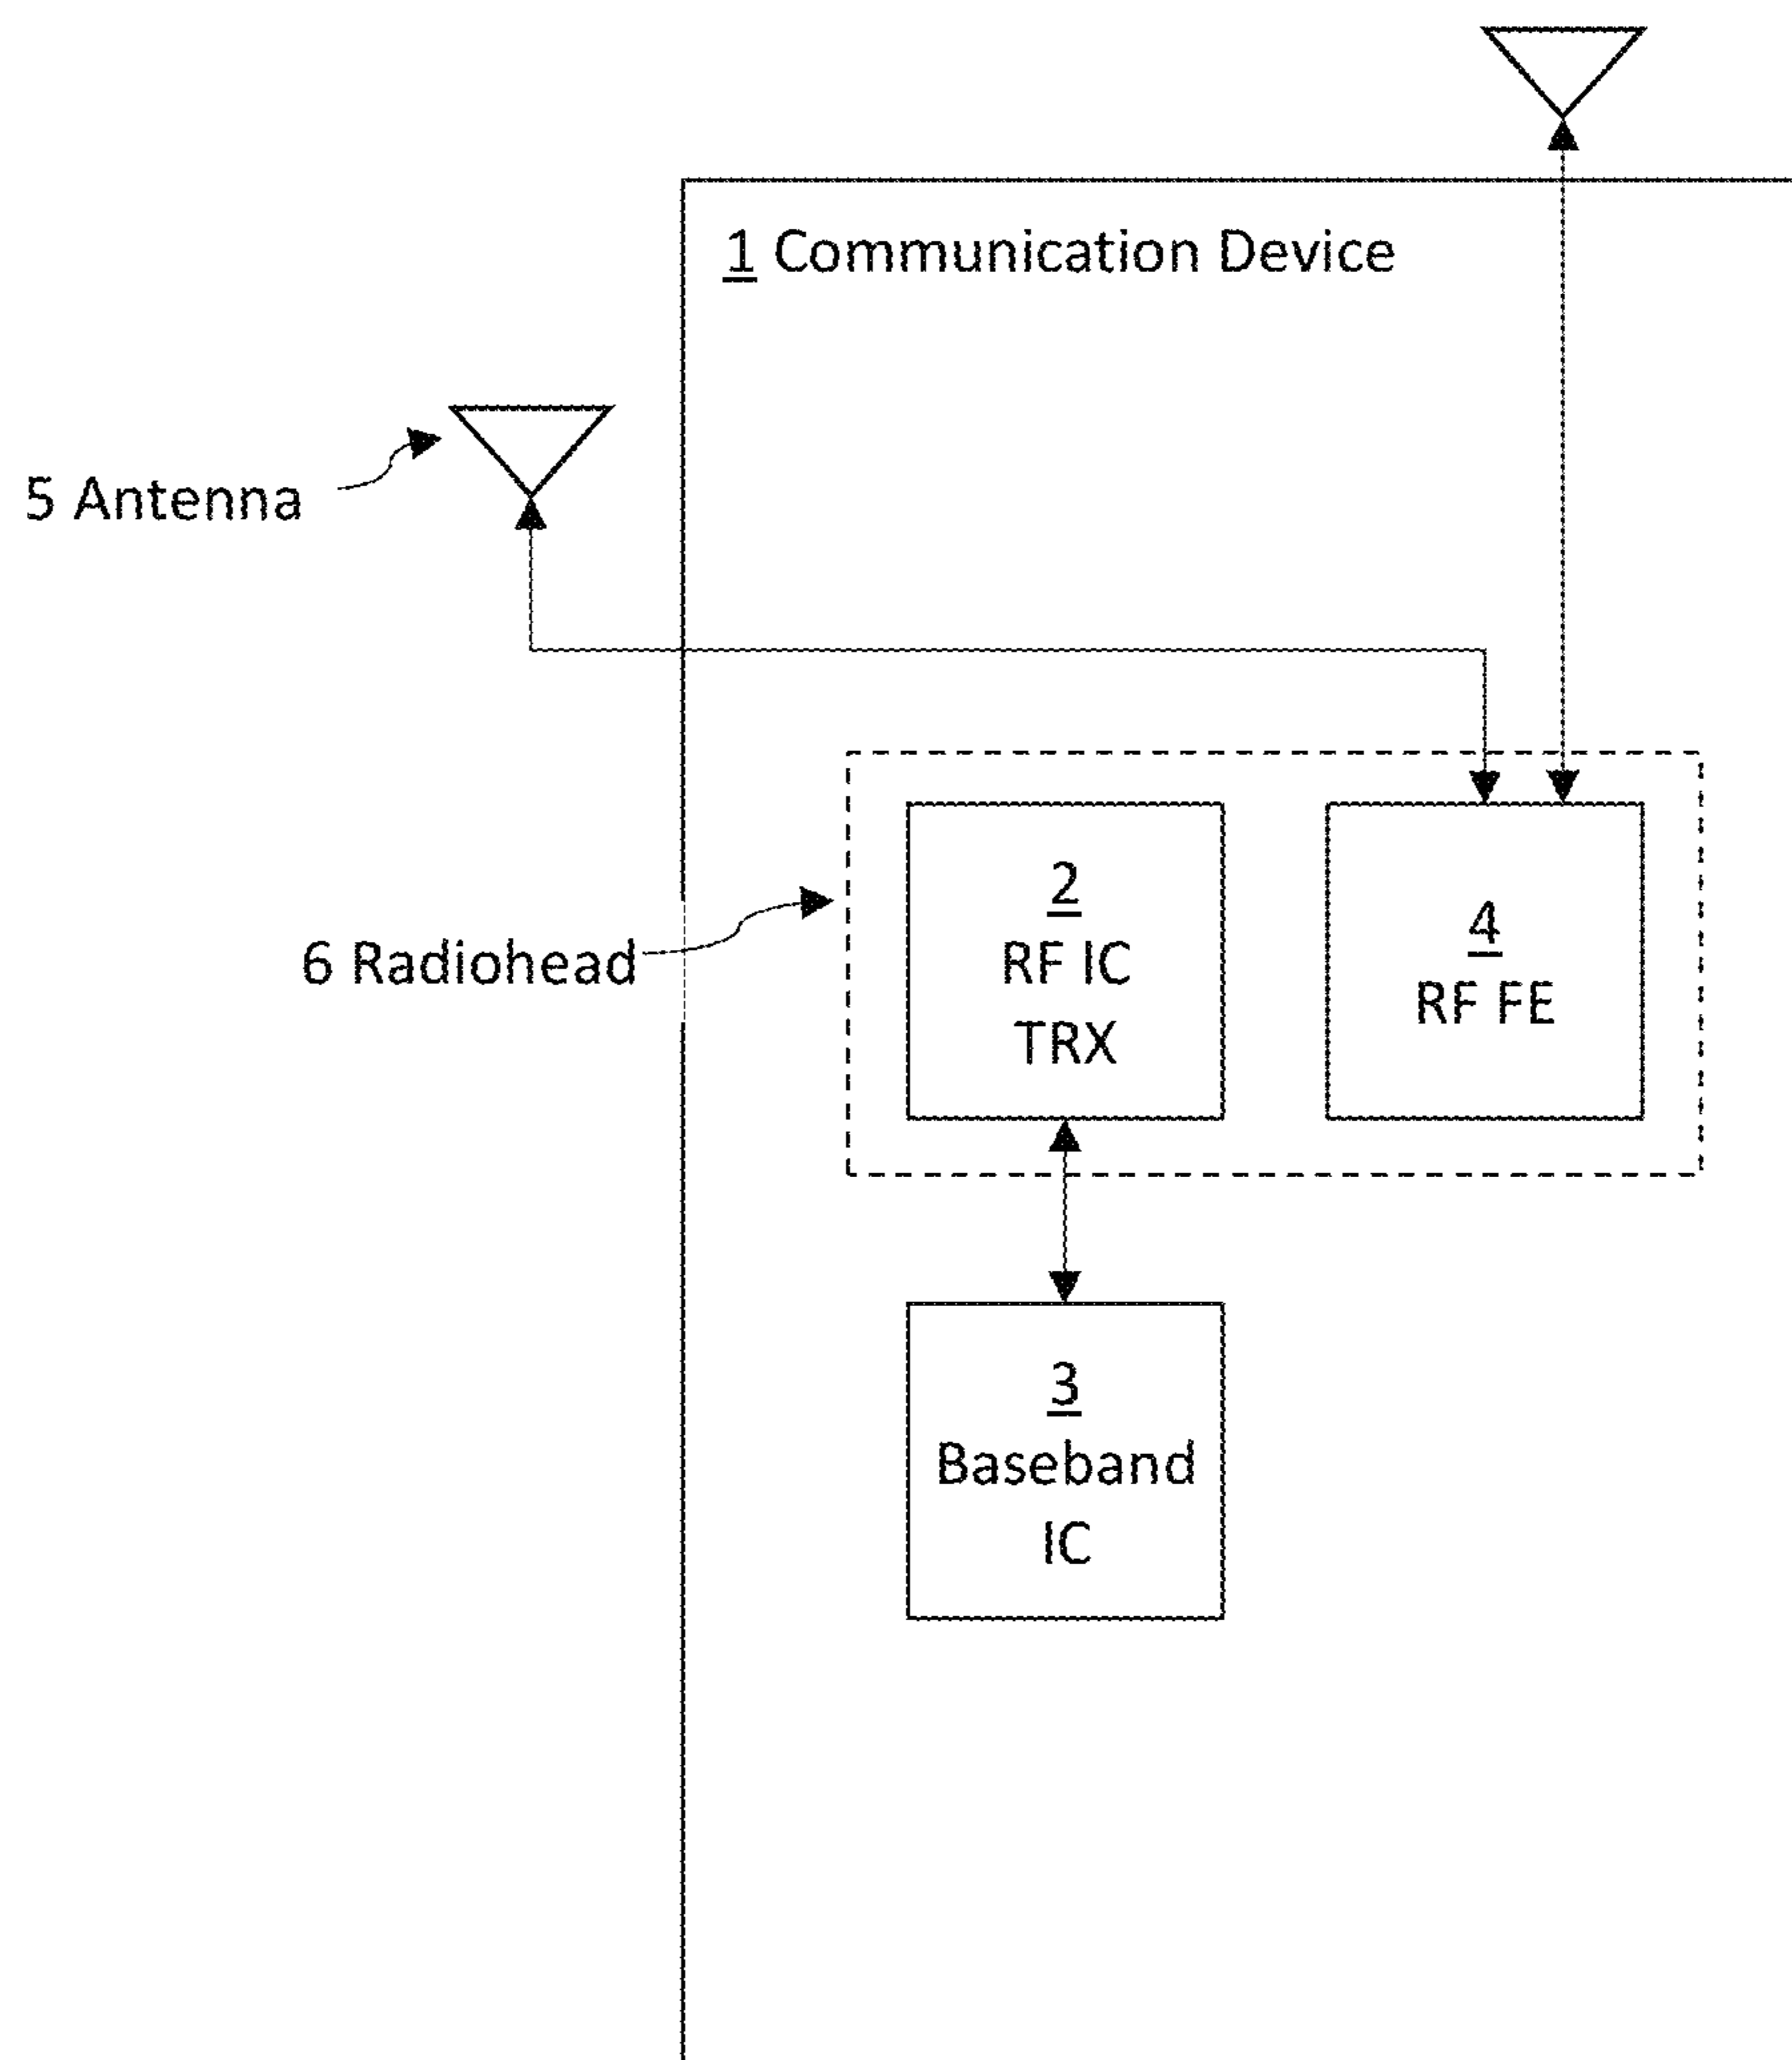 1 Communication Device
5 Antenna
6 Radiohead
2
RF IC
TRX
4
RF FE
3
Baseband
IC